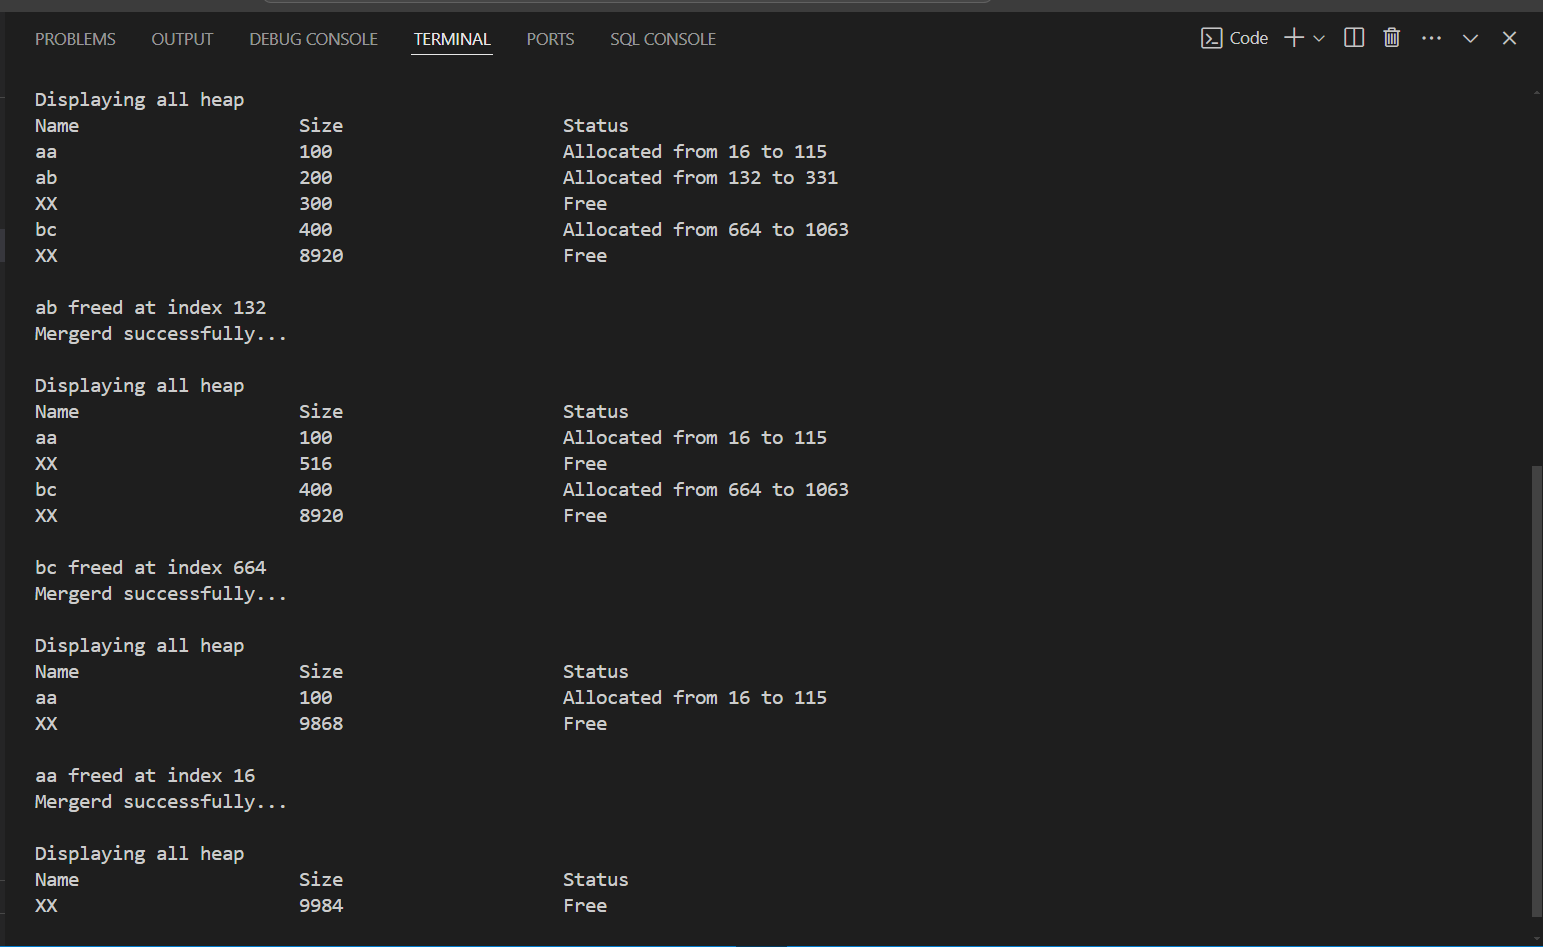 PROBLEMS OUTPUT DEBUG CONSOLE TERMINAL PORTS SQL CONSOLE Code
Displaying all heap
Name Size Status
aa 100 Allocated from 16 to 115
ab 200 Allocated from 132 to 331
XX 300 Free
bc 400 Allocated from 664 to 1063
XX 8920 Free
ab freed at index 132
Mergerd successfully...
Displaying all heap
Name Size Status
aa 100 Allocated from 16 to 115
XX 516 Free
bc 400 Allocated from 664 to 1063
XX 8920 Free
bc freed at index 664
Mergerd successfully...
Displaying all heap
Name Size Status
aa 100 Allocated from 16 to 115
XX 9868 Free
aa freed at index 16
Mergerd successfully...
Displaying all heap
Name Size Status
XX 9984 Free